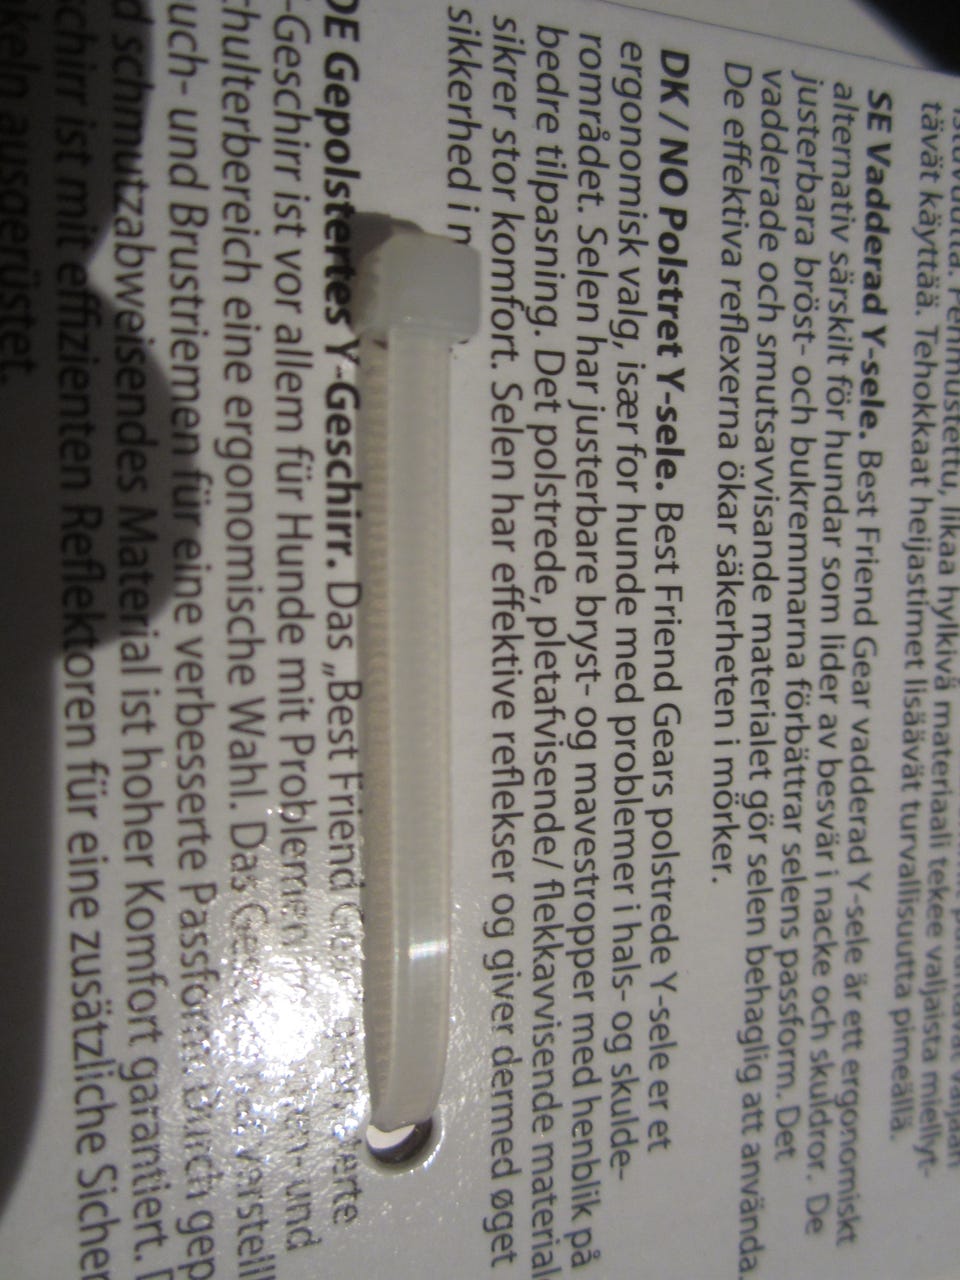 tävät käyttää. Tehokkaat heijastimet lisäävät turvallisuutta pimeällä.
SE Vadderad Y-sele. Best Friend Gear vadderad Y-sele är ett ergonomiskt
alternativ särskilt för hundar som lider av besvär i nacke och skuldror. De
justerbara bröst- och bukremmarna förbättrar selens passform. Det
vadderade och smutsavvisande materialet gör selen behaglig att använda.
De effektiva reflexerna ökar säkerheten i mörker.
DK / NO Polstret Y-sele. Best Friend Gears polstrede Y-sele er et
ergonomisk valg, især for hunde med problemer i hals- og skulde-
rområdet. Selen har justerbare bryst- og mavestropper med henblik på
bedre tilpasning. Det polstrede, pletafvisende/ flekkavvisende material
sikrer stor komfort. Selen har effektive reflekser og giver dermed øget
sikkerhed i m
DE Gepolstertes Y-Geschirr. Das „Best Friend
-Geschirr ist vor allem für Hunde mit Problemen und
chulterbereich eine ergonomische Wahl. Das verstell
uch- und Brustriemen für eine verbesserte Passform. gep
d schmutzabweisendes Material ist hoher Komfort garantiert. D
chirr ist mit effizienten Reflektoren für eine zusätzliche Sicher
keln ausgerüstet.